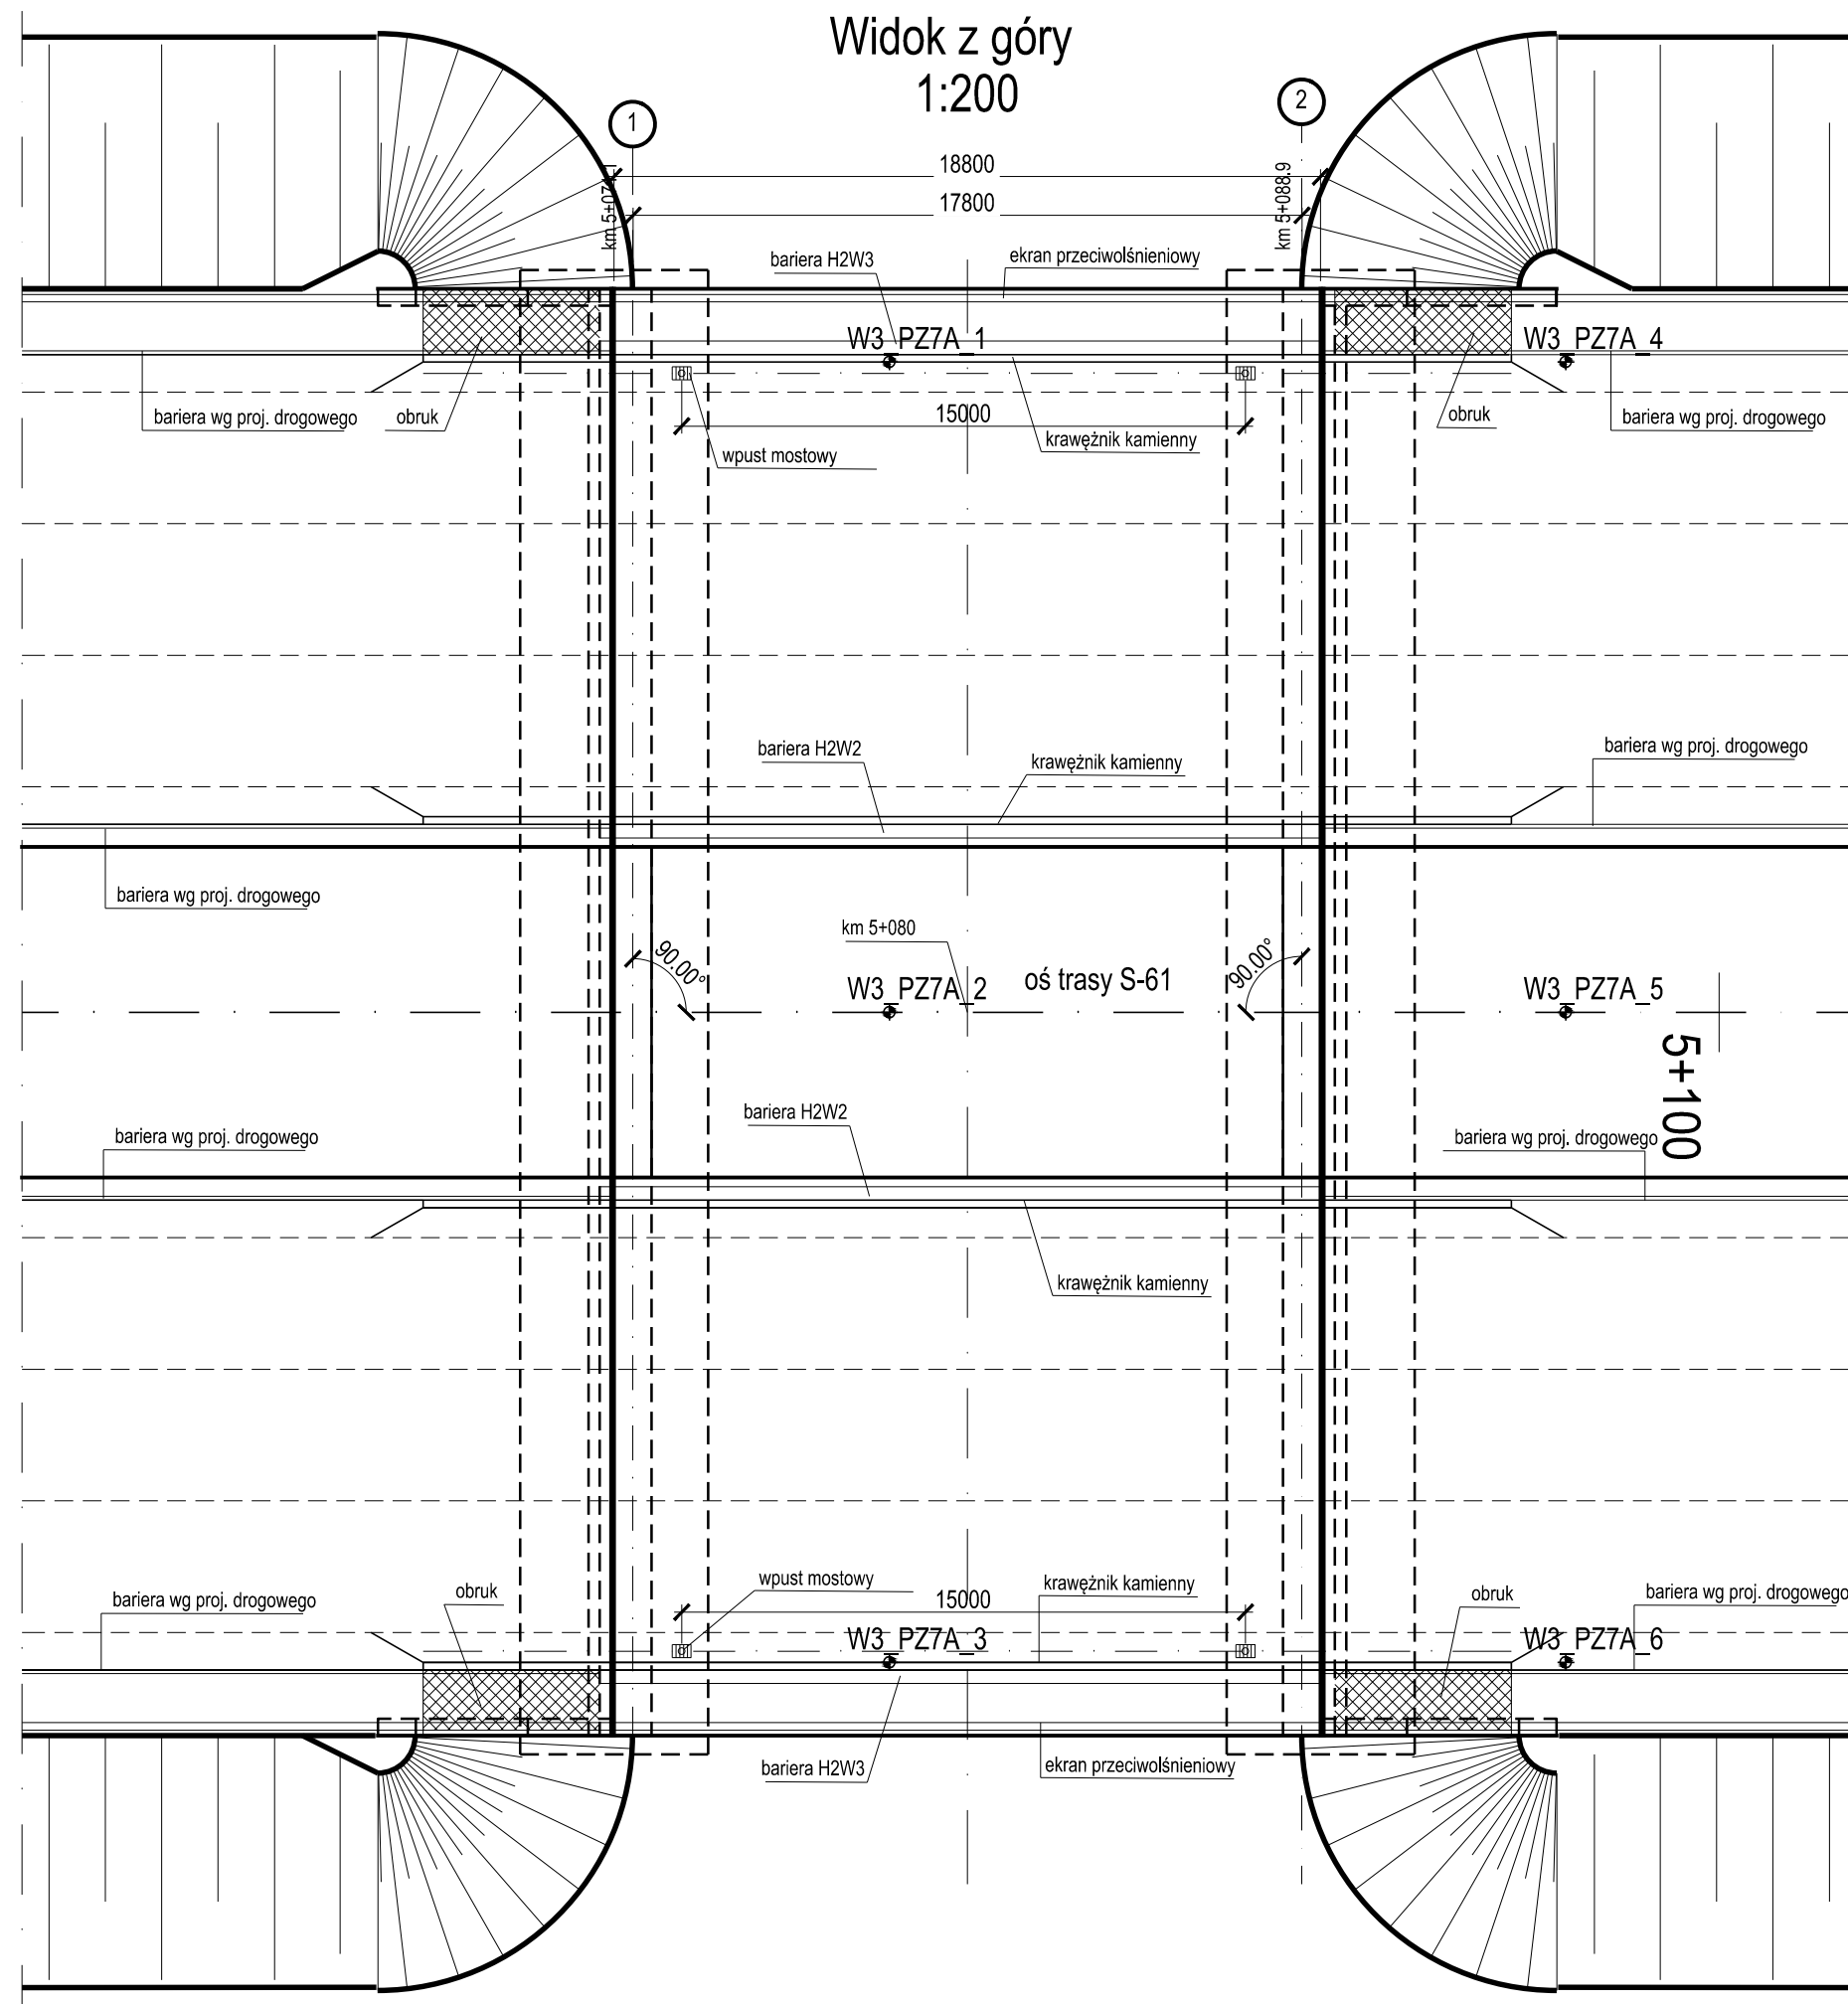 Widok z góry
1:200
1
2
18800
17800
km 5+088.9
bariera H2W3
ekran przeciwolśnieniowy
W3_PZ7A_1
W3_PZ7A_4
bariera wg proj. drogowego
obruk
15000
krawężnik kamienny
wpust mostowy
obruk
bariera wg proj. drogowego
bariera H2W2
krawężnik kamienny
bariera wg proj. drogowego
bariera wg proj. drogowego
km 5+080
90.00°
90.00°
W3_PZ7A_2
oś trasy S-61
W3_PZ7A_5
5+100
bariera H2W2
bariera wg proj. drogowego
bariera wg proj. drogowego
krawężnik kamienny
wpust mostowy
15000
krawężnik kamienny
bariera wg proj. drogowego
obruk
obruk
bariera wg proj. drogowego
W3_PZ7A_3
W3_PZ7A_6
bariera H2W3
ekran przeciwolśnieniowy